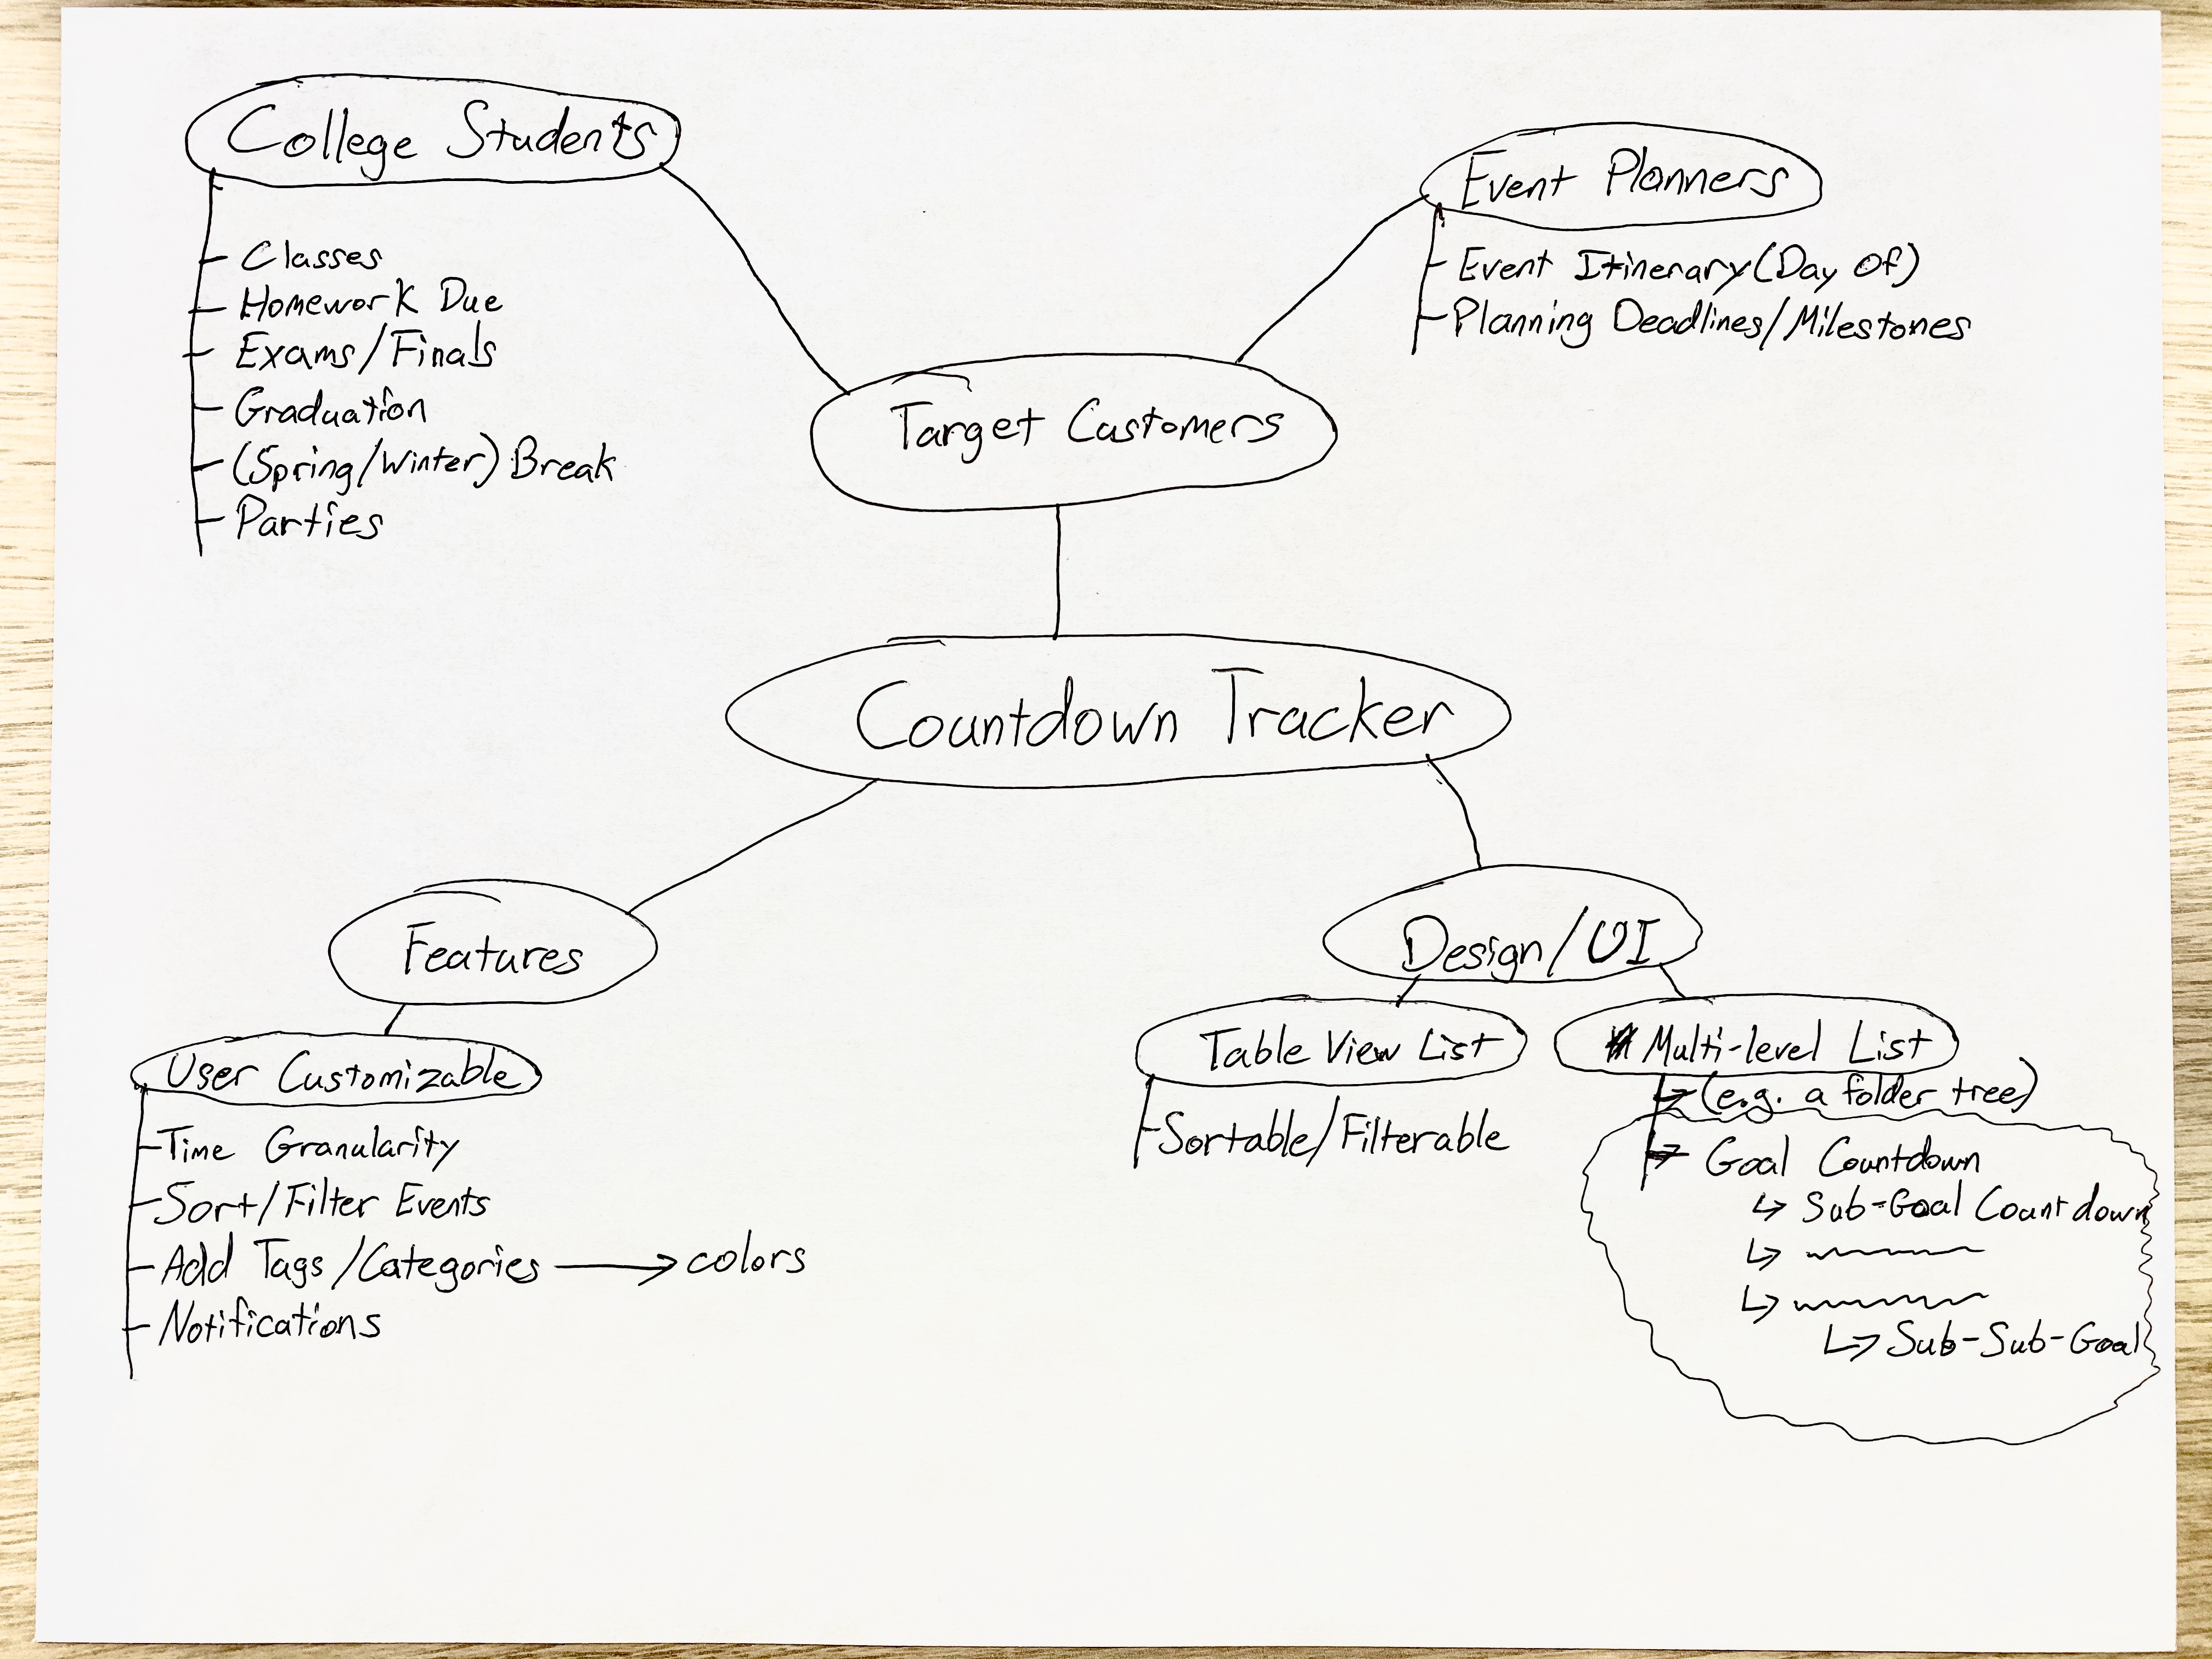 College Students
Classes
Homework Due
Exams/Finals
Graduation
(Spring/Winter) Break
Parties
Event Planners
Event Itinerary (Day Of)
Planning Deadlines/Milestones
Target Customers
Countdown Tracker
Features
User Customizable
Time Granularity
Sort/Filter Events
Add Tags/Categories → colors
Notifications
Design/UI
Table View List
Sortable/Filterable
Multi-level List
(e.g. a folder tree)
Goal Countdown
↳ Sub-Goal Countdown
↳
↳
↳ Sub-Sub-Goal